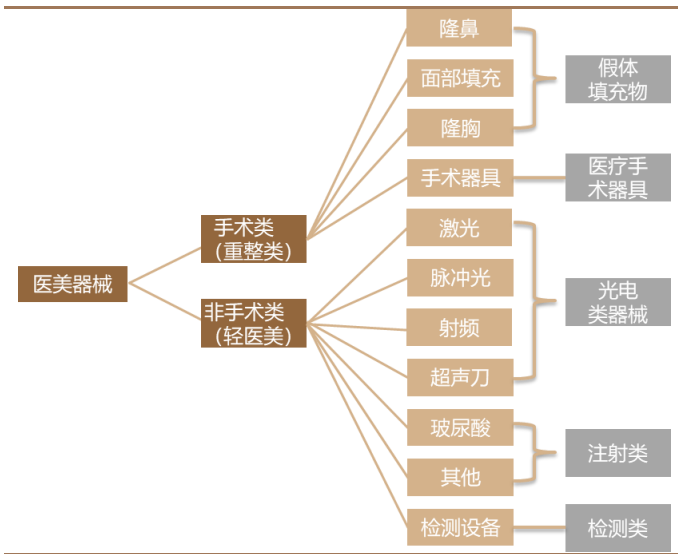 医美器械
手术类
（重整类）
非手术类
（轻医美）
隆鼻
面部填充
隆胸
手术器具
激光
脉冲光
射频
超声刀
玻尿酸
其他
检测设备
假体
填充物
医疗手
术器具
光电
类器械
注射类
检测类